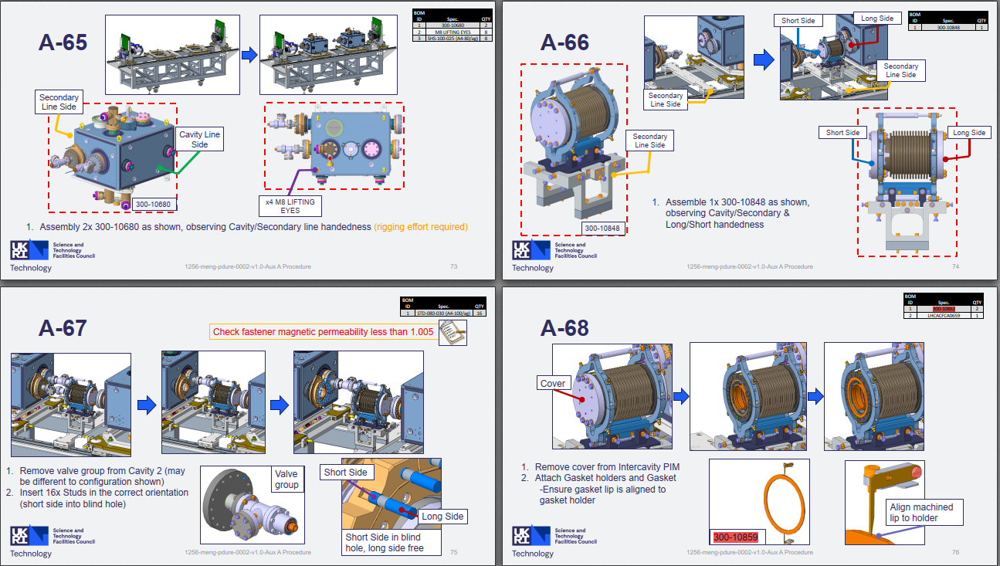 A-65
BOM
ID Spec. QTY
1 300-10680 2
2 M8 LIFTING EYES 8
3 SHS-100-025 (A4-80/ag) 8
Secondary
Line Side
Cavity Line
Side
300-10680
x4 M8 LIFTING
EYES
1. Assembly 2x 300-10680 as shown, observing Cavity/Secondary line handedness (rigging effort required)
UKRI
Science and
Technology
Facilities Council
Technology
1256-meng-pdure-0002-v1.0-Aux A Procedure
73
A-66
BOM
ID Spec. QTY
1 300-10848 1
Short Side
Long Side
Secondary
Line Side
Secondary
Line Side
Secondary
Line Side
300-10848
Short Side
Long Side
1. Assemble 1x 300-10848 as shown,
observing Cavity/Secondary &
Long/Short handedness
UKRI
Science and
Technology
Facilities Council
Technology
1256-meng-pdure-0002-v1.0-Aux A Procedure
74
A-67
BOM
ID Spec. QTY
1 STD-080-030 (A4-100/ag) 16
Check fastener magnetic permeability less than 1.005
1. Remove valve group from Cavity 2 (may
be different to configuration shown)
2. Insert 16x Studs in the correct orientation
(short side into blind hole)
Valve
group
Short Side
Long Side
Short Side in blind
hole, long side free
UKRI
Science and
Technology
Facilities Council
Technology
1256-meng-pdure-0002-v1.0-Aux A Procedure
75
A-68
BOM
ID Spec. QTY
1 300-10862 2
2 LHCACFCA0659 1
Cover
1. Remove cover from Intercavity PIM
2. Attach Gasket holders and Gasket
-Ensure gasket lip is aligned to
gasket holder
300-10859
Align machined
lip to holder
UKRI
Science and
Technology
Facilities Council
Technology
1256-meng-pdure-0002-v1.0-Aux A Procedure
76